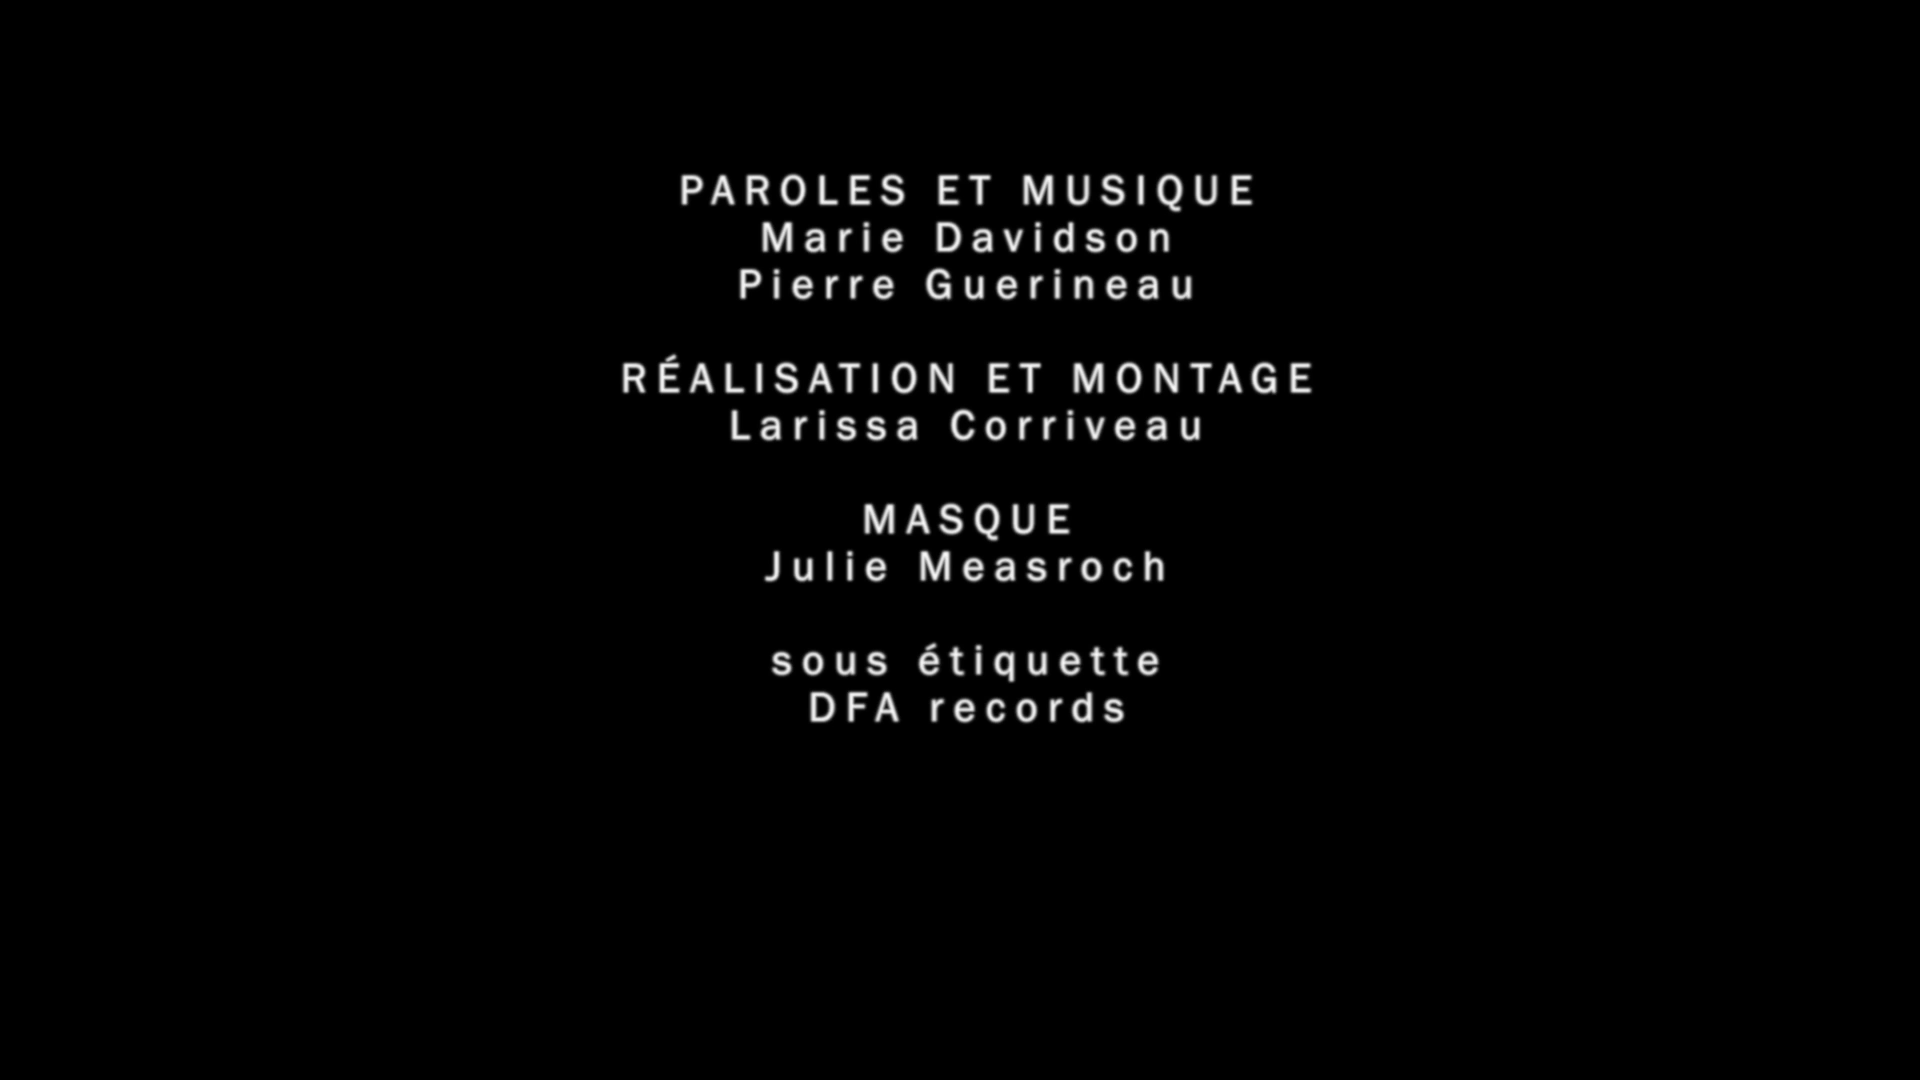 PAROLES ET MUSIQUE
Marie Davidson
Pierre Guerineau
RÉALISATION ET MONTAGE
Larissa Corriveau
MASQUE
Julie Measroch
sous étiquette
DFA records